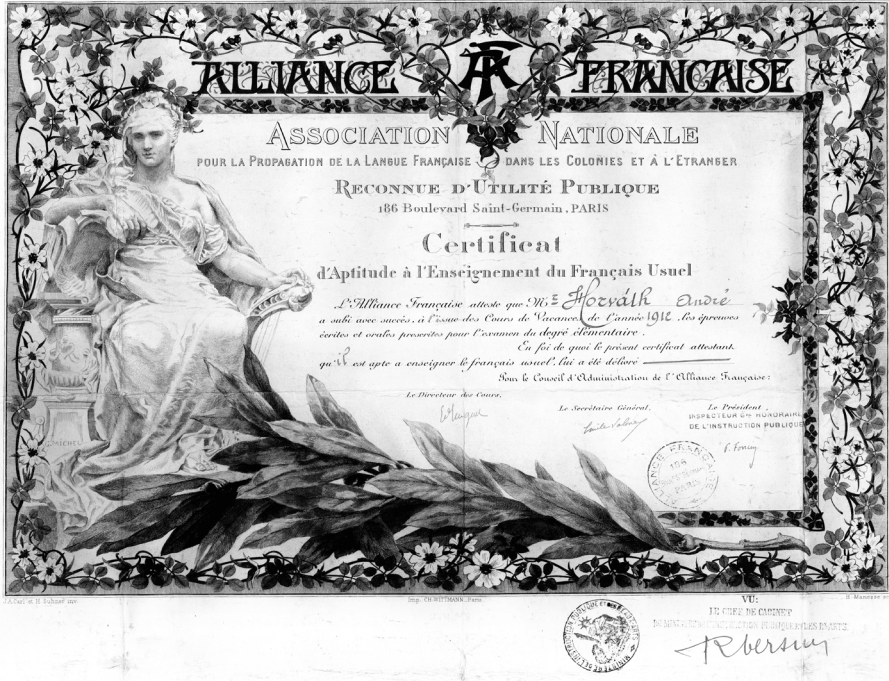 ALLIANCE FRANÇAISE
ASSOCIATION NATIONALE
POUR LA PROPAGATION DE LA LANGUE FRANÇAISE DANS LES COLONIES ET À L'ETRANGER
RECONNUE D'UTILITÉ PUBLIQUE
186 Boulevard Saint-Germain, PARIS
Certificat
d'Aptitude à l'Enseignement du Français Usuel
L'Alliance Française atteste que M E Horváth André
a subi avec succès, à l'issue des Cours de Vacances de l'année 1912, les épreuves
écrites et orales prescrites pour l'examen du degré élémentaire.
En foi de quoi le présent certificat attestant
qu'il est apte a enseigner le français usuel, lui a été délivré
Pour le Conseil d'Administration de l'Alliance Française:
Le Directeur des Cours, Le Secrétaire Général, Le Président,
INSPECTEUR Gal HONORAIRE
DE L'INSTRUCTION PUBLIQUE
ALLIANCE FRANÇAISE
PARIS
Imp. CH. WITTMANN, Paris
VU:
LE CHEF DE CABINET